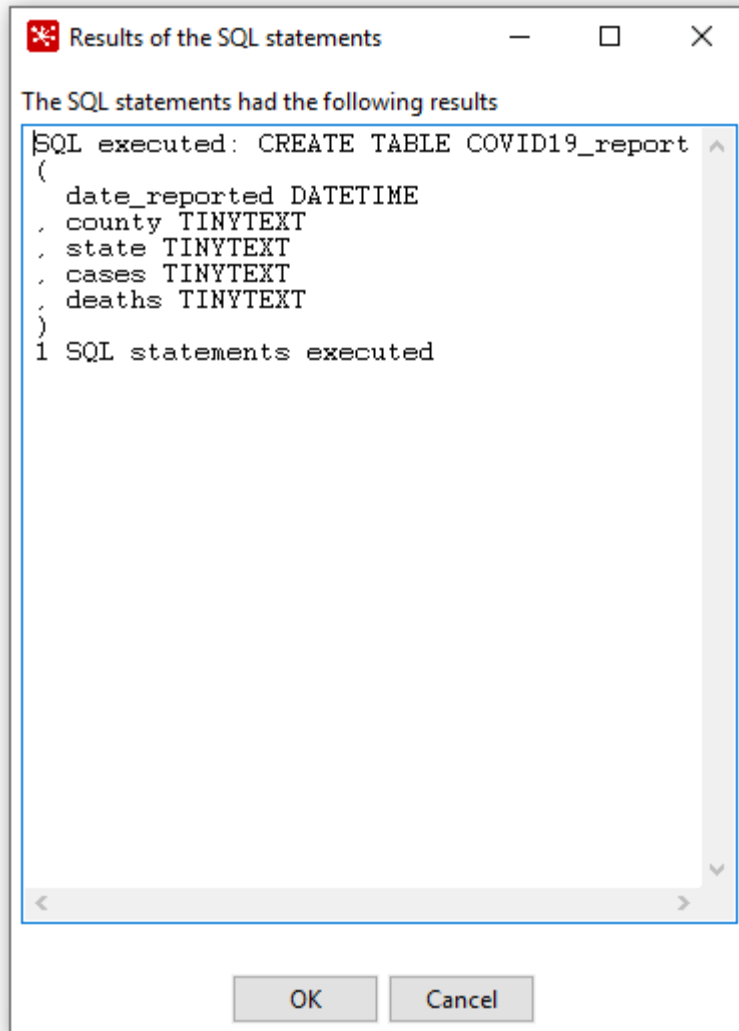 Results of the SQL statements
The SQL statements had the following results
SQL executed: CREATE TABLE COVID19_report
(
  date_reported DATETIME
, county TINYTEXT
, state TINYTEXT
, cases TINYTEXT
, deaths TINYTEXT
)
1 SQL statements executed
OK
Cancel